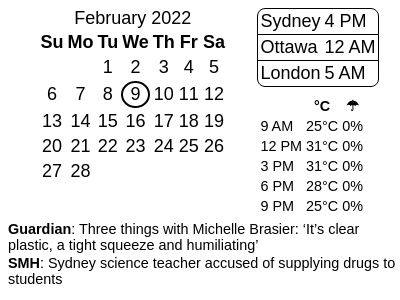 February 2022
Su Mo Tu We Th Fr Sa
1 2 3 4 5
6 7 8 9 10 11 12
13 14 15 16 17 18 19
20 21 22 23 24 25 26
27 28
Sydney 4 PM
Ottawa 12 AM
London 5 AM
°C ☂
9 AM 25°C 0%
12 PM 31°C 0%
3 PM 31°C 0%
6 PM 28°C 0%
9 PM 25°C 0%
Guardian: Three things with Michelle Brasier: ‘It’s clear
plastic, a tight squeeze and humiliating’
SMH: Sydney science teacher accused of supplying drugs to
students